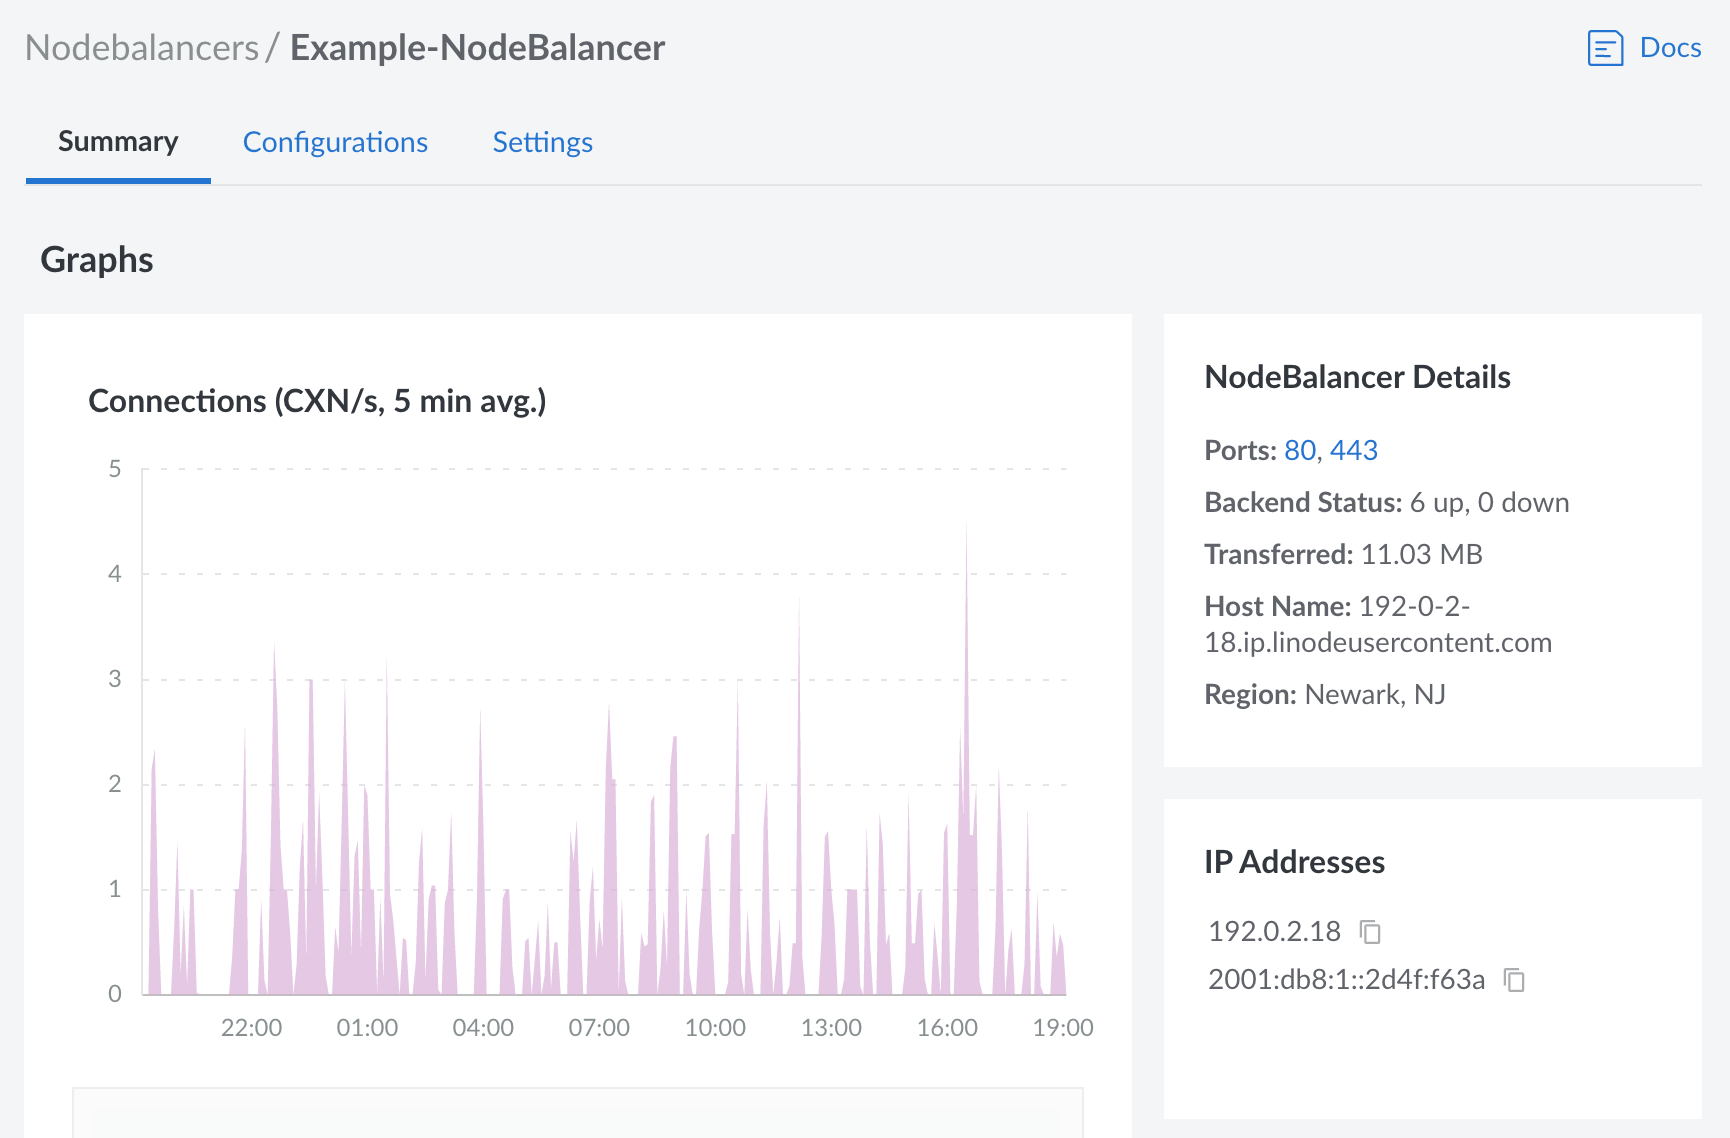 Nodebalancers / Example-NodeBalancer
Docs
Summary
Configurations
Settings
Graphs
Connections (CXN/s, 5 min avg.)
5
4
3
2
1
0
22:00 01:00 04:00 07:00 10:00 13:00 16:00 19:00
NodeBalancer Details
Ports: 80, 443
Backend Status: 6 up, 0 down
Transferred: 11.03 MB
Host Name: 192-0-2-
18.ip.linodeusercontent.com
Region: Newark, NJ
IP Addresses
192.0.2.18
2001:db8:1::2d4f:f63a